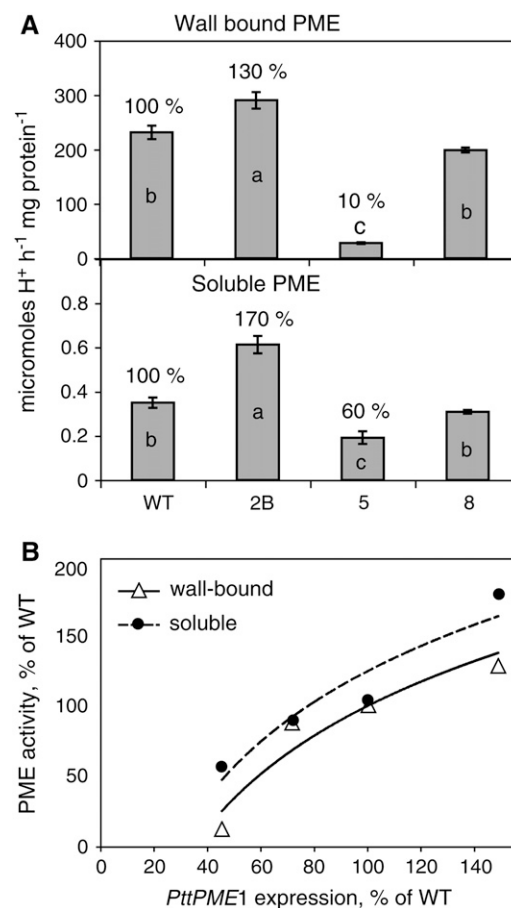 A
Wall bound PME
400
300
200
100
0
100 %
130 %
10 %
b
a
c
b
micromoles H⁺ h⁻¹ mg protein⁻¹
Soluble PME
0.8
0.6
0.4
0.2
0
100 %
170 %
60 %
b
a
c
b
WT 2B 5 8
B
200
150
100
50
0
wall-bound
soluble
PME activity, % of WT
0 20 40 60 80 100 120 140
PttPME1 expression, % of WT